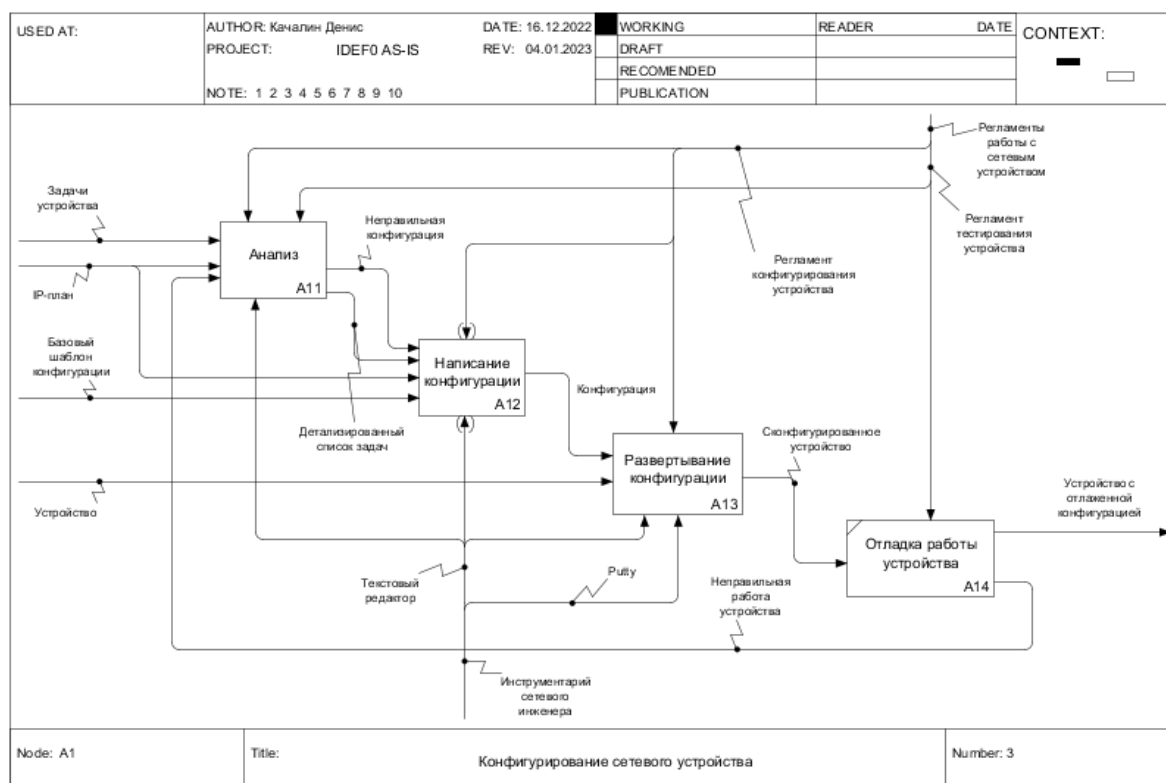 USED AT:
AUTHOR: Качалин Денис
DATE: 16.12.2022
PROJECT: IDEF0 AS-IS
REV: 04.01.2023
NOTE: 1 2 3 4 5 6 7 8 9 10
WORKING
DRAFT
RECOMENDED
PUBLICATION
READER
DATE
CONTEXT:
Регламенты
работы с
сетевым
устройством
Задачи
устройства
Неправильная
конфигурация
Регламент
тестирования
устройства
Анализ
A11
Регламент
конфигурирования
устройства
IP-план
Базовый
шаблон
конфигурации
Написание
конфигурации
A12
Конфигурация
Детализированный
список задач
Сконфигурированное
устройство
Развертывание
конфигурации
A13
Устройство
Устройство с
отлаженной
конфигурацией
Отладка работы
устройства
A14
Текстовый
редактор
Putty
Неправильная
работа
устройства
Инструментарий
сетевого
инженера
Node: A1
Title:
Конфигурирование сетевого устройства
Number: 3